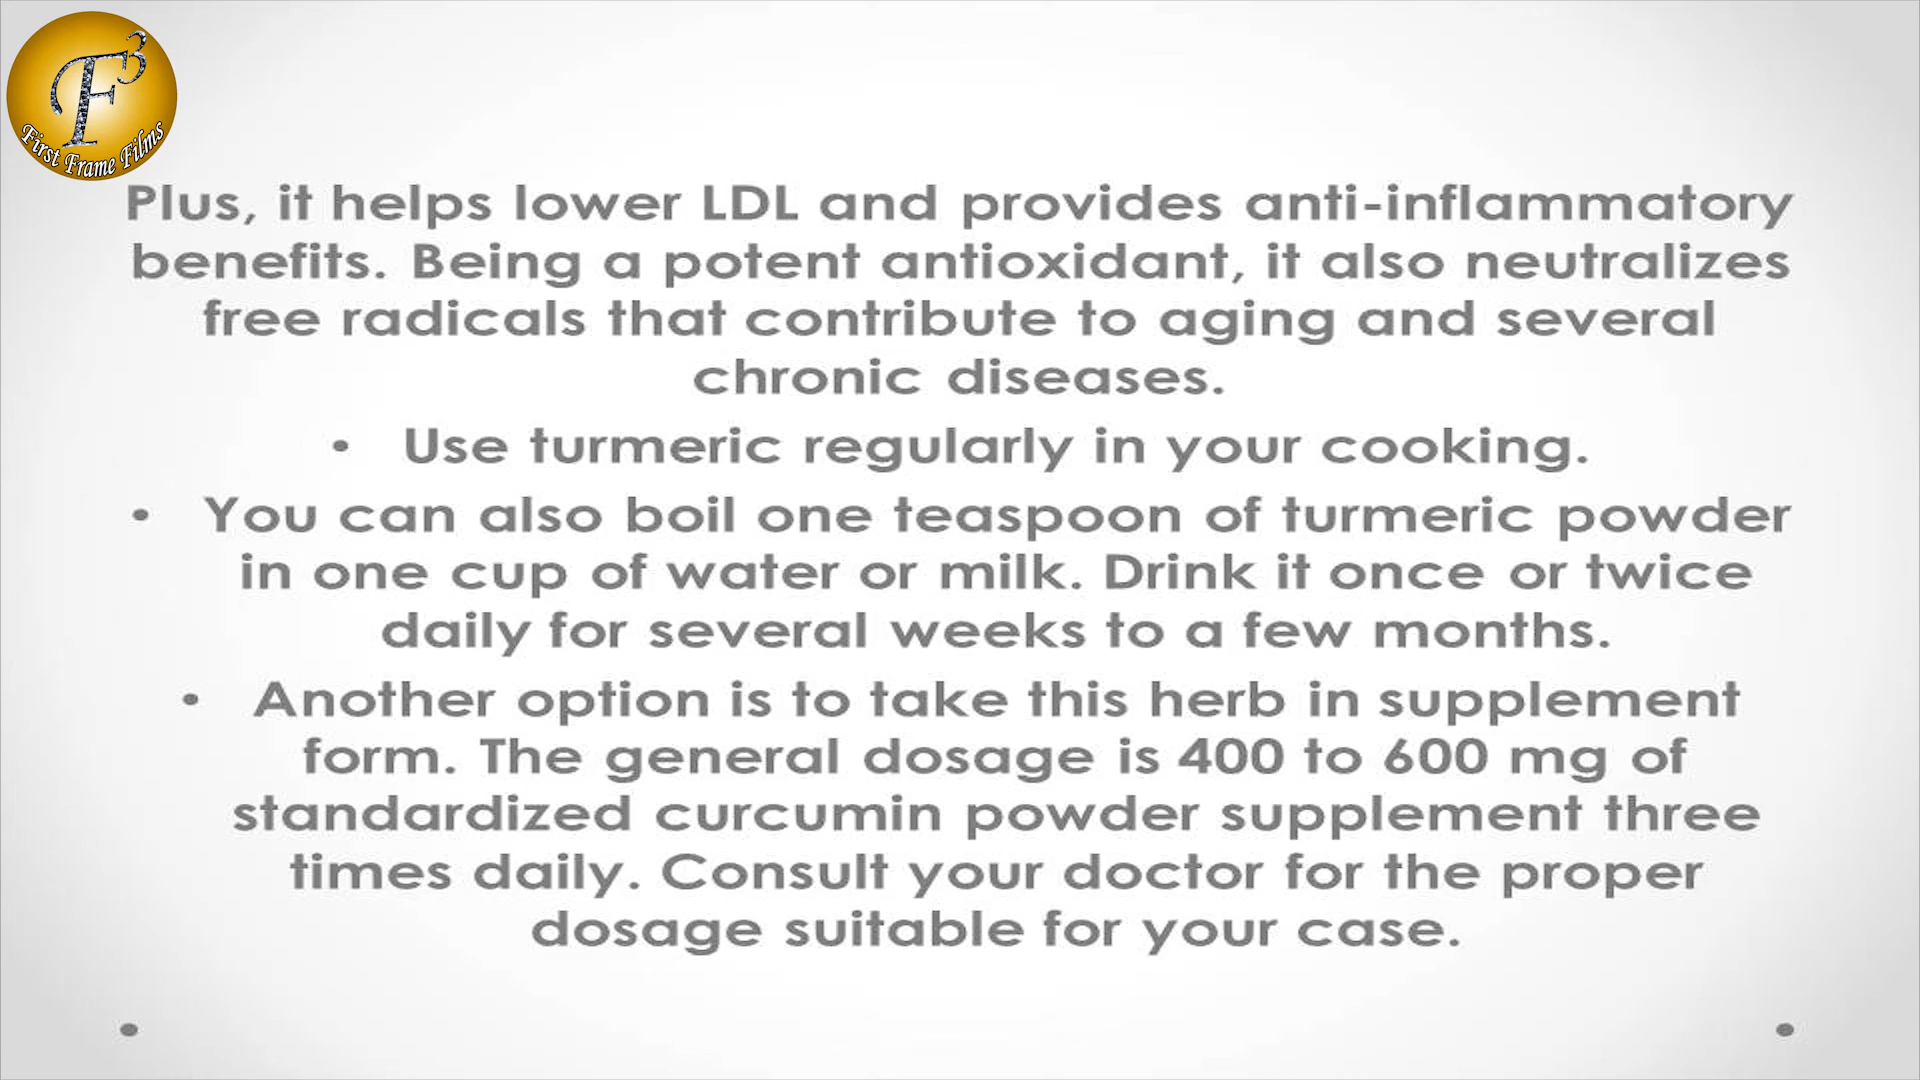 F3
First Frame Films
Plus, it helps lower LDL and provides anti-inflammatory
benefits. Being a potent antioxidant, it also neutralizes
free radicals that contribute to aging and several
chronic diseases.
• Use turmeric regularly in your cooking.
• You can also boil one teaspoon of turmeric powder
in one cup of water or milk. Drink it once or twice
daily for several weeks to a few months.
• Another option is to take this herb in supplement
form. The general dosage is 400 to 600 mg of
standardized curcumin powder supplement three
times daily. Consult your doctor for the proper
dosage suitable for your case.